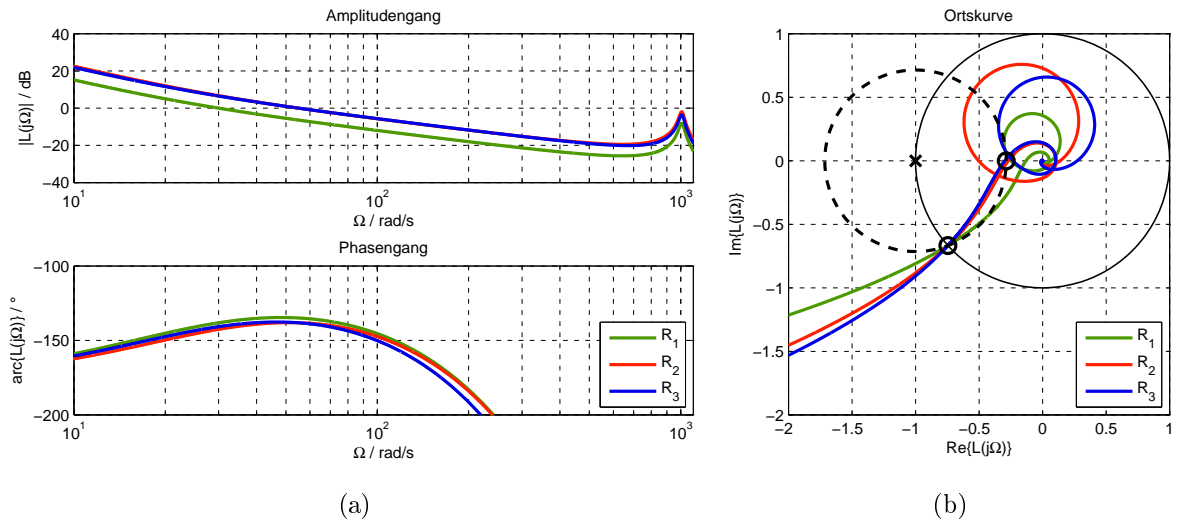 Amplitudengang
|L(jΩ)| / dB
40
20
0
−20
−40
10^1
10^2
10^3
Ω / rad/s
Phasengang
arc{L(jΩ)} / °
−100
−150
−200
10^1
10^2
10^3
Ω / rad/s
R_1
R_2
R_3
(a)
Ortskurve
Im{L(jΩ)}
1
0.5
0
−0.5
−1
−1.5
−2
−2
−1.5
−1
−0.5
0
0.5
1
Re{L(jΩ)}
R_1
R_2
R_3
(b)